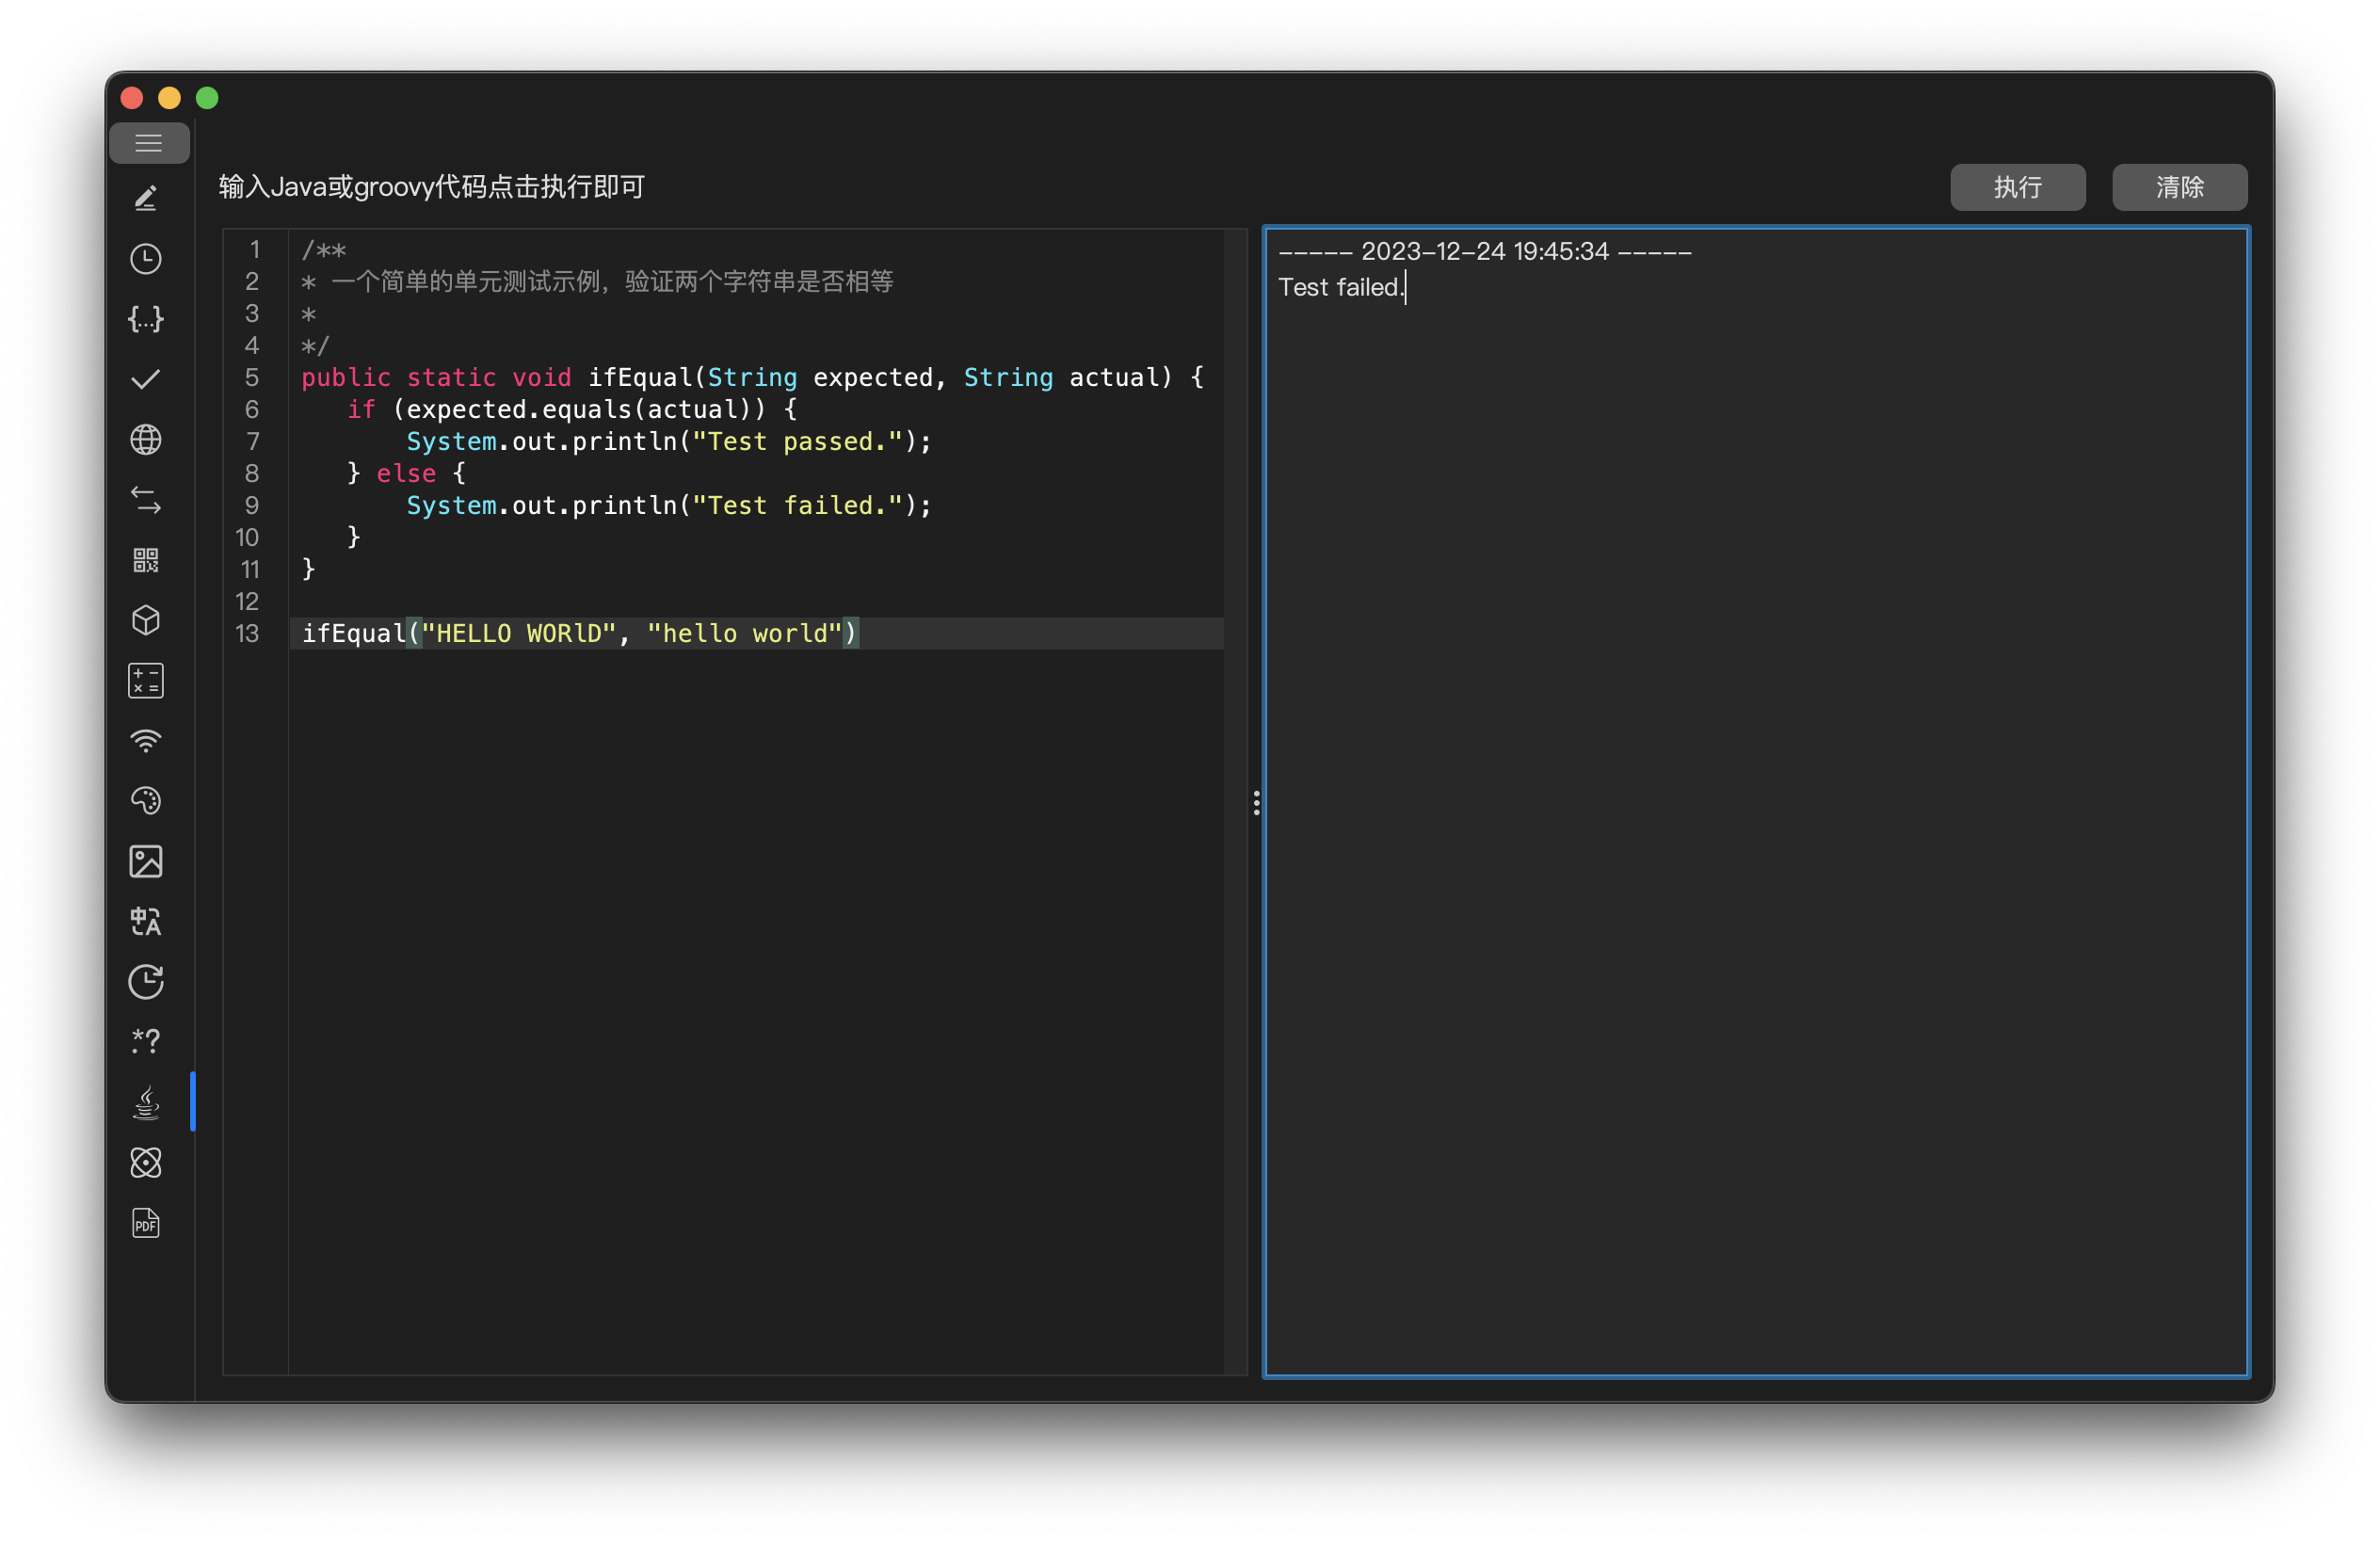 输入Java或groovy代码点击执行即可
执行
清除
1 /**
2 * 一个简单的单元测试示例，验证两个字符串是否相等
3 *
4 */
5 public static void ifEqual(String expected, String actual) {
6 if (expected.equals(actual)) {
7 System.out.println("Test passed.");
8 } else {
9 System.out.println("Test failed.");
10 }
11 }
12
13 ifEqual("HELLO WORlD", "hello world")
----- 2023-12-24 19:45:34 -----
Test failed.
{...}
中A
*?
PDF